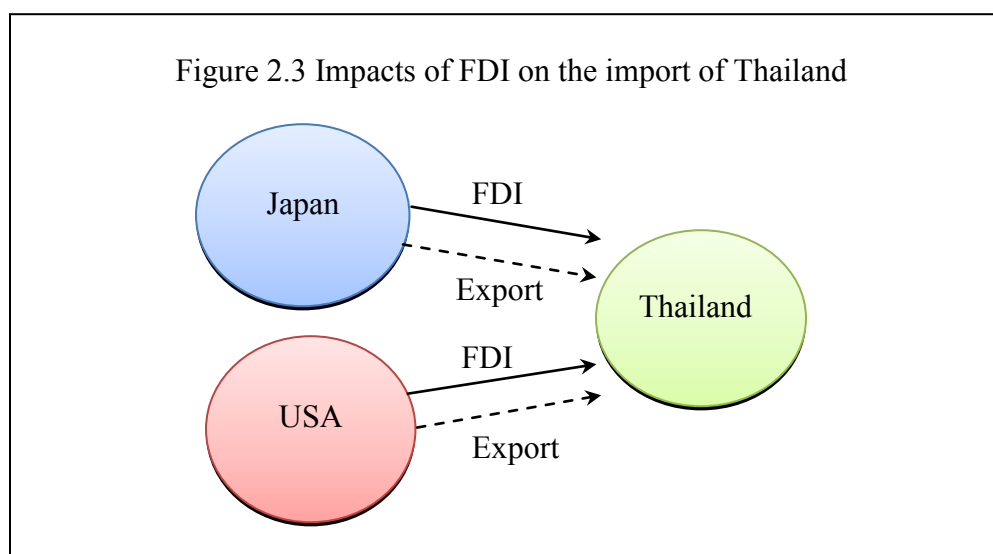 Figure 2.3 Impacts of FDI on the import of Thailand
Japan
FDI
Export
Thailand
FDI
USA
Export